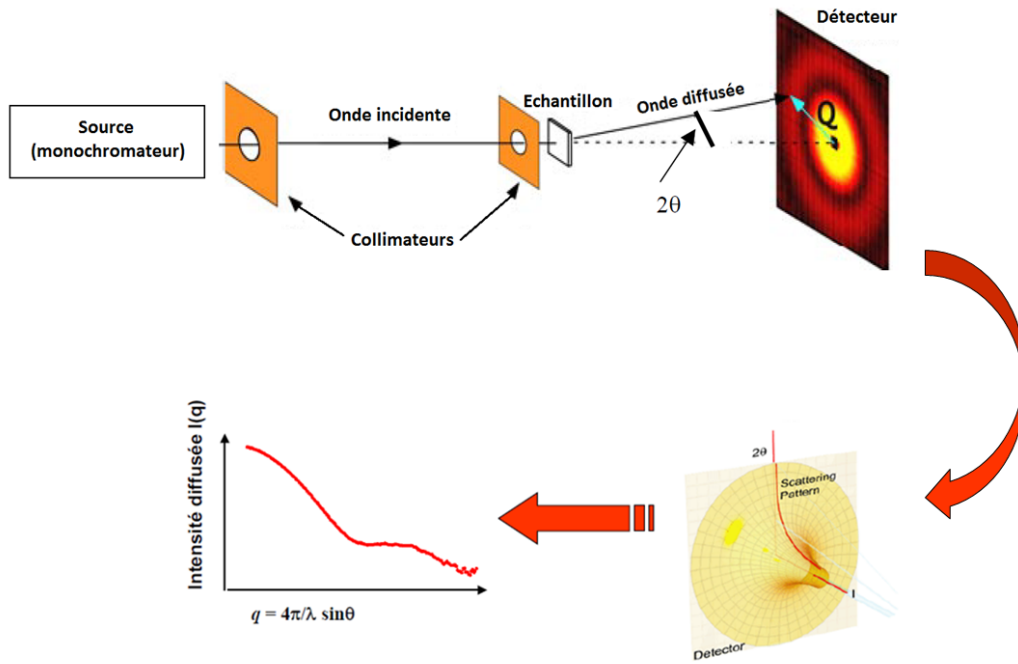 Détecteur
Source
(monochromateur)
Onde incidente
Echantillon
Onde diffusée
Q
2θ
Collimateurs
Intensité diffusée I(q)
q = 4π/λ sinθ
2θ
Scattering
Pattern
I
Detector